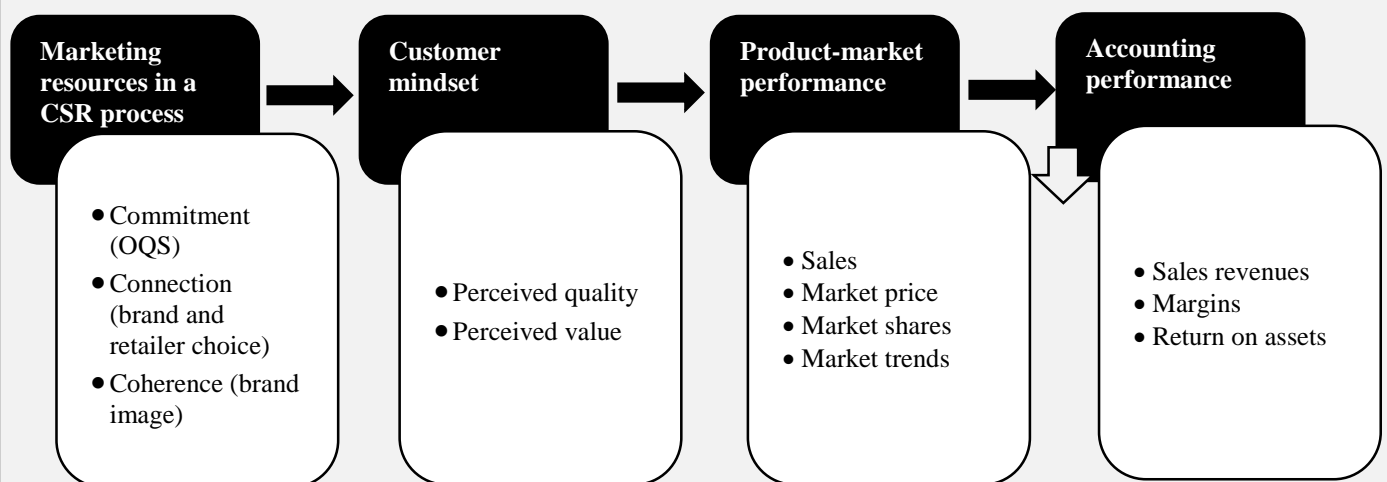 Marketing
resources in a
CSR process
● Commitment
(OQS)
● Connection
(brand and
retailer choice)
● Coherence (brand
image)
Customer
mindset
● Perceived quality
● Perceived value
Product-market
performance
● Sales
● Market price
● Market shares
● Market trends
Accounting
performance
● Sales revenues
● Margins
● Return on assets